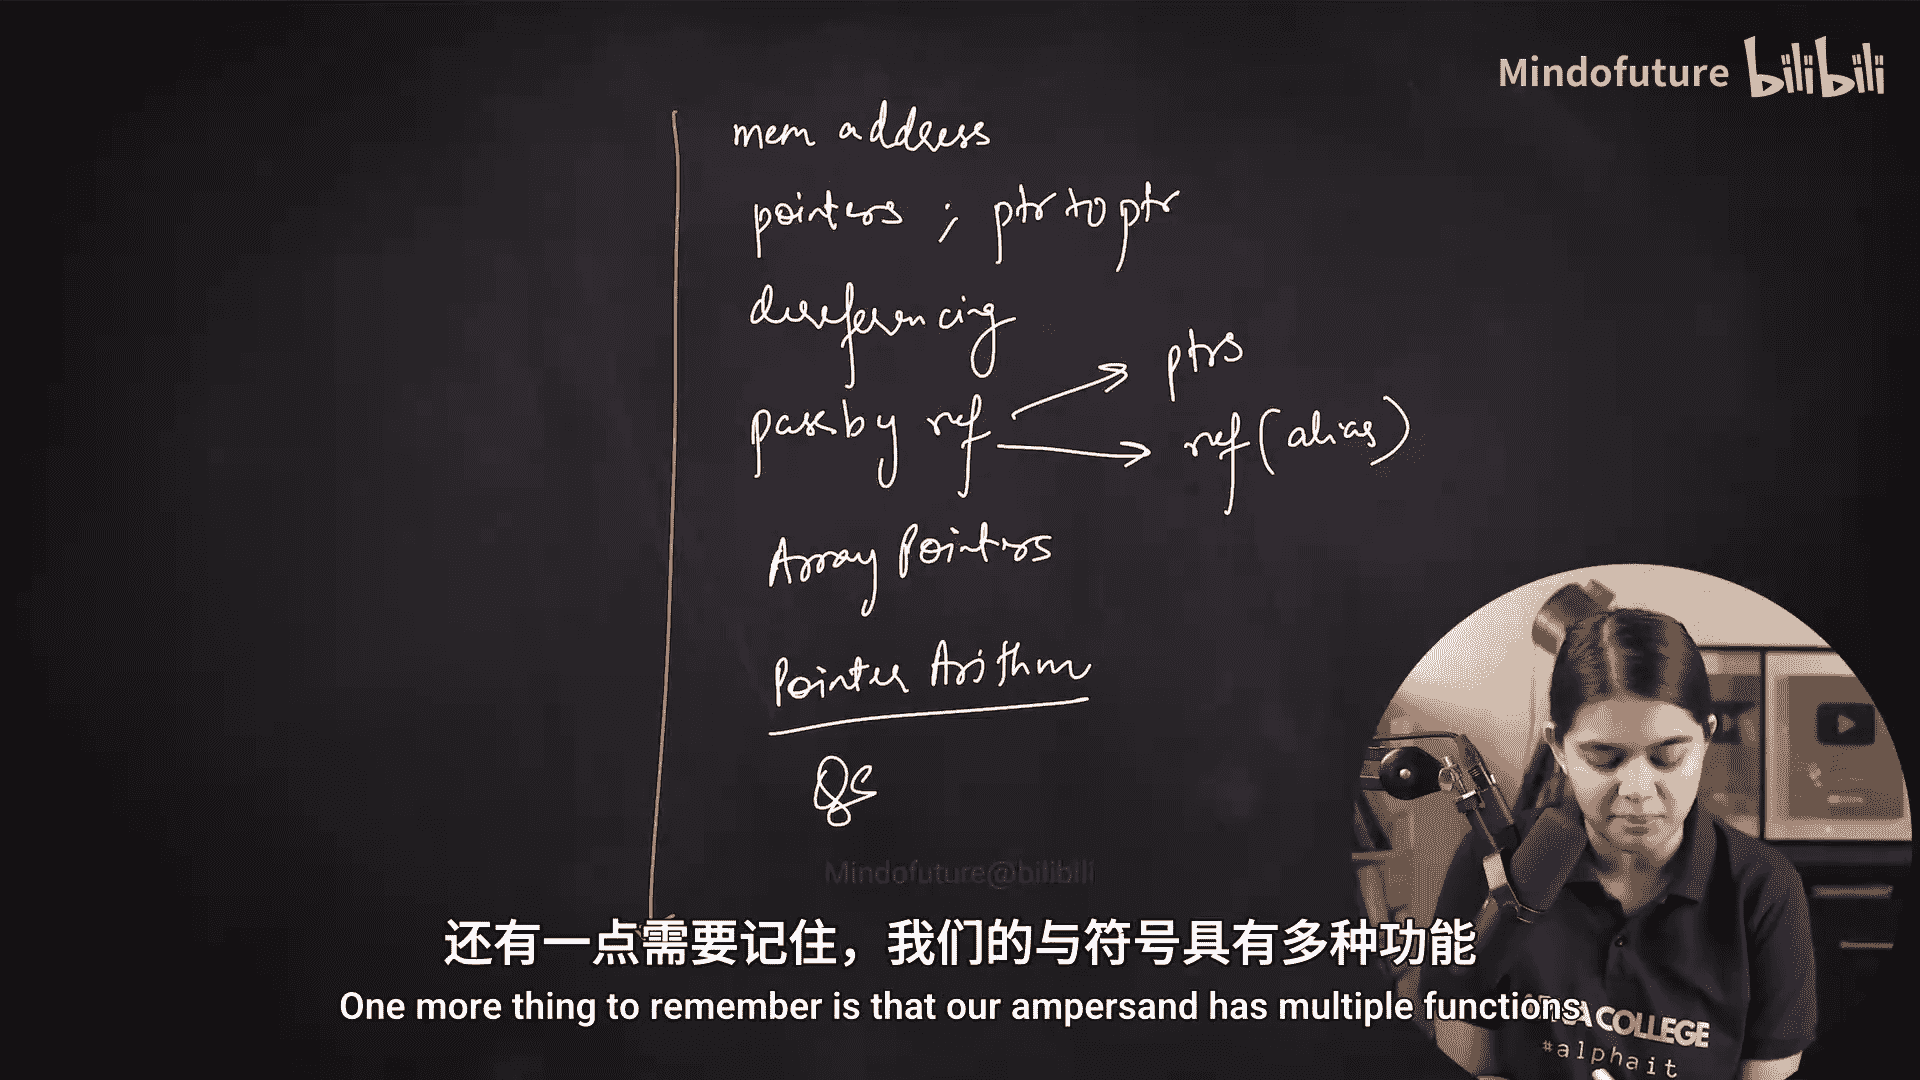 Mindofuture bilibili
mem address
pointers ; ptr to ptr
dereferencing
ptrs
pass by ref
ref (alias)
Array Pointers
Pointer Arithm
Qs
Mindofuture@bilibili
还有一点需要记住，我们的与符号具有多种功能
One more thing to remember is that our ampersand has multiple functions
A COLLEGE
#alphait